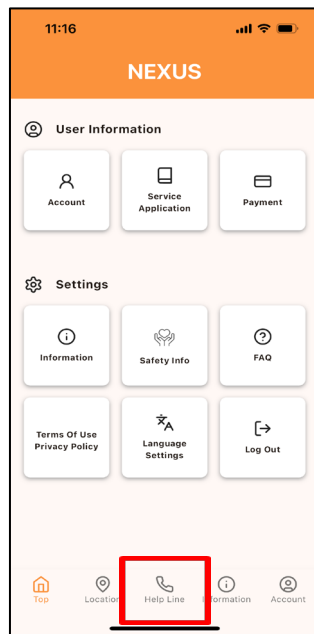 11:16
NEXUS
User Information
Account
Service
Application
Payment
Settings
Information
Safety Info
FAQ
Terms Of Use
Privacy Policy
Language
Settings
Log Out
Top
Location
Help Line
Information
Account